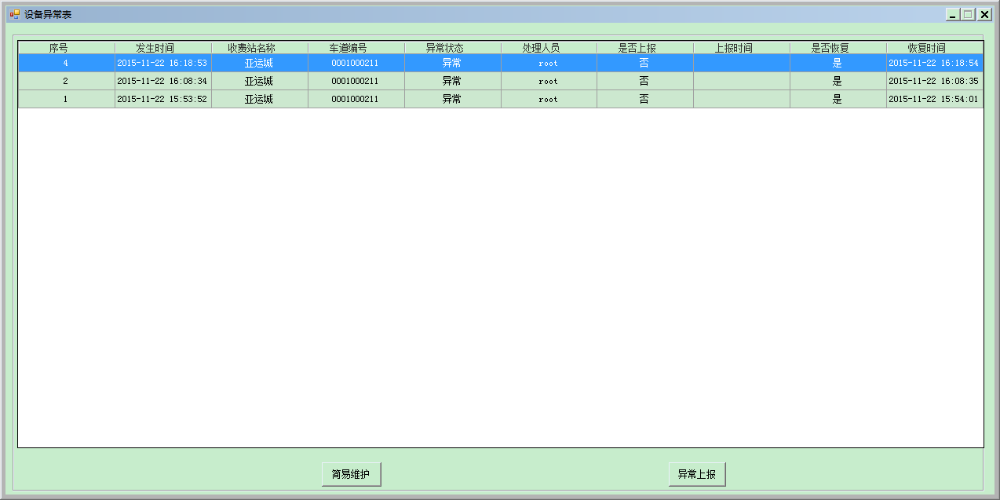 设备异常表
序号 发生时间 收费站名称 车道编号 异常状态 处理人员 是否上报 上报时间 是否恢复 恢复时间
4 2015-11-22 16:18:53 亚运城 0001000211 异常 root 否 是 2015-11-22 16:18:54
2 2015-11-22 16:08:34 亚运城 0001000211 异常 root 否 是 2015-11-22 16:08:35
1 2015-11-22 15:53:52 亚运城 0001000211 异常 root 否 是 2015-11-22 15:54:01
简易维护 异常上报